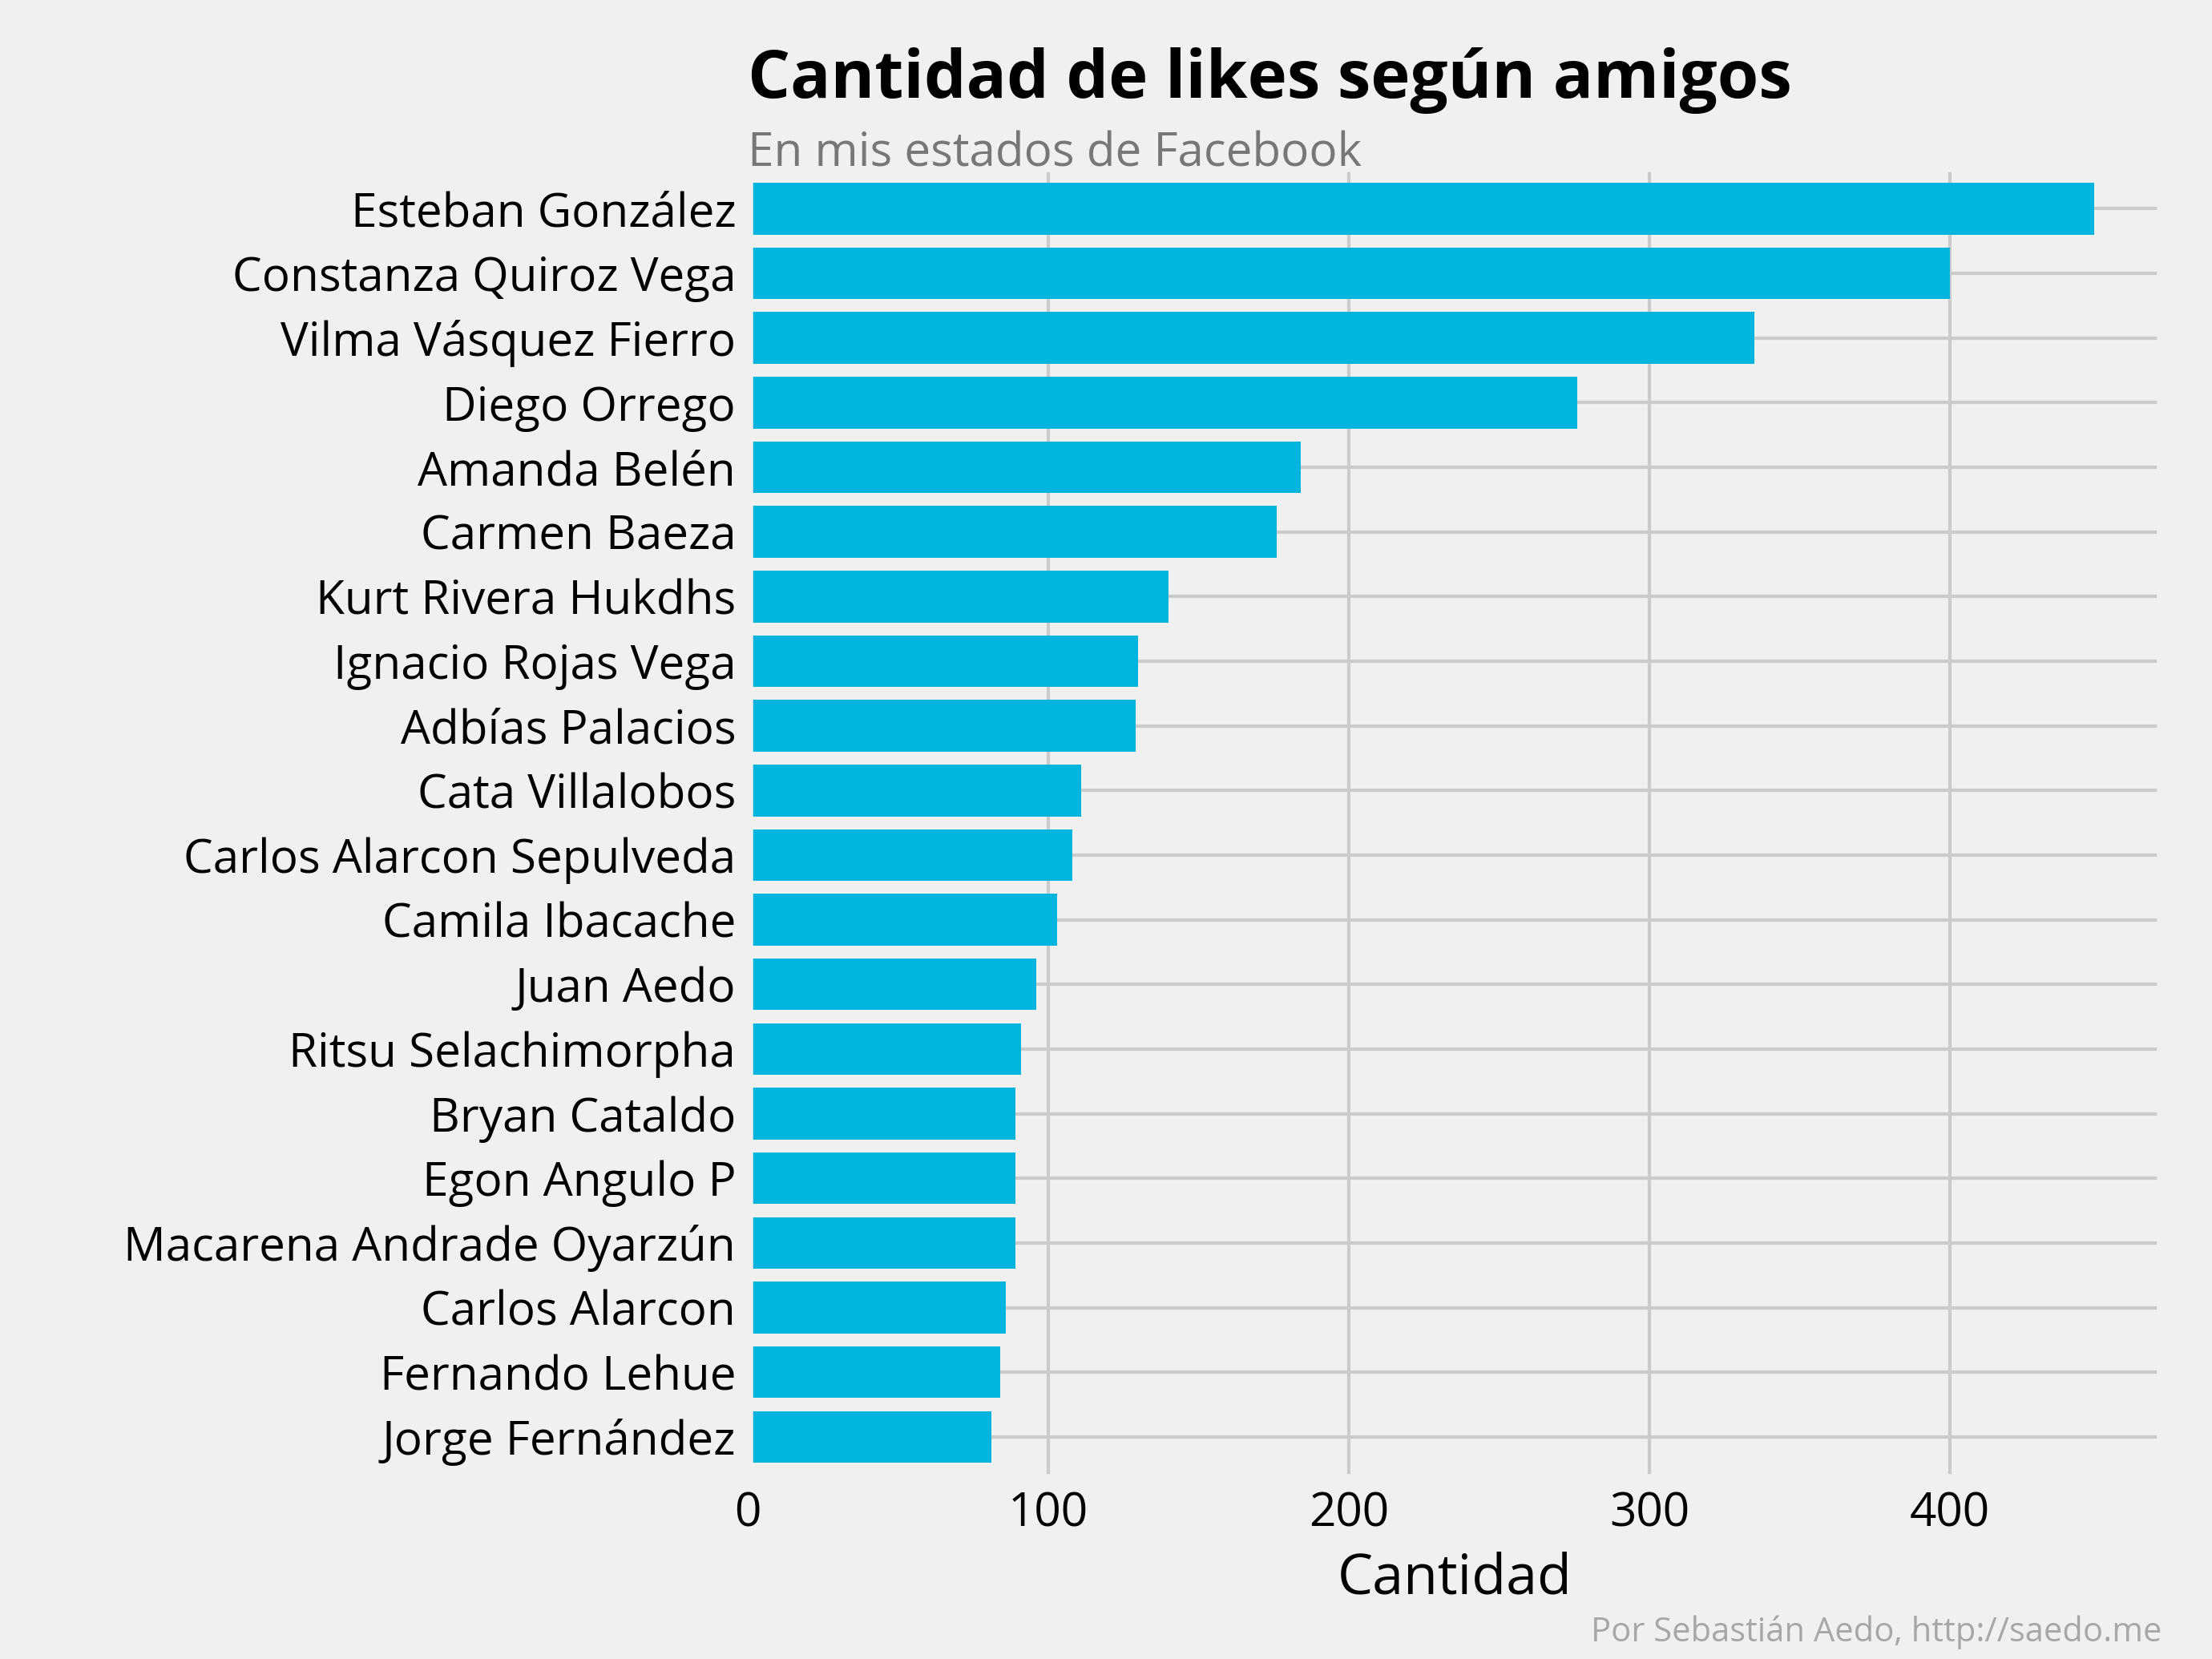 Cantidad de likes según amigos
En mis estados de Facebook
Esteban González
Constanza Quiroz Vega
Vilma Vásquez Fierro
Diego Orrego
Amanda Belén
Carmen Baeza
Kurt Rivera Hukdhs
Ignacio Rojas Vega
Adbías Palacios
Cata Villalobos
Carlos Alarcon Sepulveda
Camila Ibacache
Juan Aedo
Ritsu Selachimorpha
Bryan Cataldo
Egon Angulo P
Macarena Andrade Oyarzún
Carlos Alarcon
Fernando Lehue
Jorge Fernández
0 100 200 300 400
Cantidad
Por Sebastián Aedo, http://saedo.me